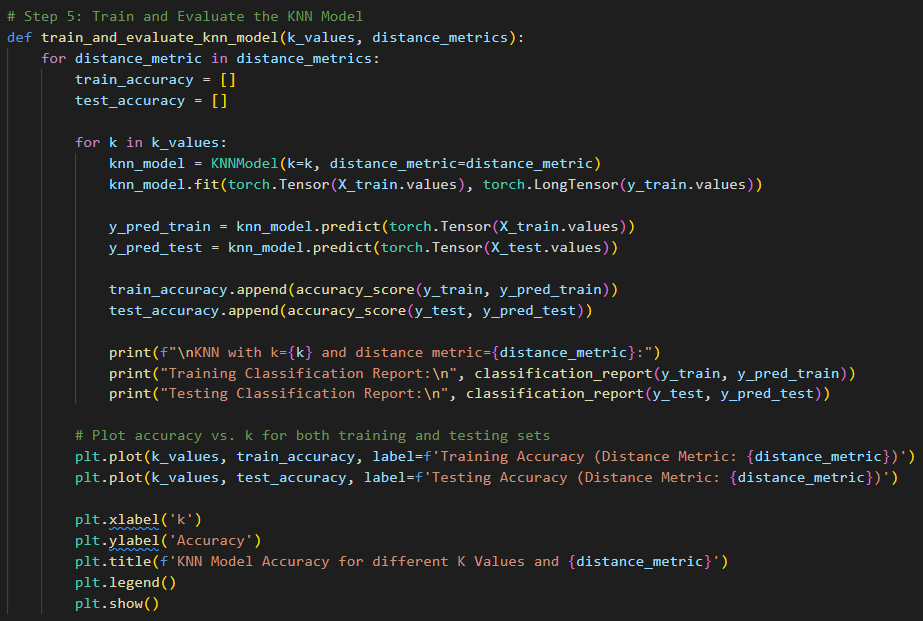 # Step 5: Train and Evaluate the KNN Model
def train_and_evaluate_knn_model(k_values, distance_metrics):
    for distance_metric in distance_metrics:
        train_accuracy = []
        test_accuracy = []

        for k in k_values:
            knn_model = KNNModel(k=k, distance_metric=distance_metric)
            knn_model.fit(torch.Tensor(X_train.values), torch.LongTensor(y_train.values))

            y_pred_train = knn_model.predict(torch.Tensor(X_train.values))
            y_pred_test = knn_model.predict(torch.Tensor(X_test.values))

            train_accuracy.append(accuracy_score(y_train, y_pred_train))
            test_accuracy.append(accuracy_score(y_test, y_pred_test))

            print(f"\nKNN with k={k} and distance metric={distance_metric}:")
            print("Training Classification Report:\n", classification_report(y_train, y_pred_train))
            print("Testing Classification Report:\n", classification_report(y_test, y_pred_test))

        # Plot accuracy vs. k for both training and testing sets
        plt.plot(k_values, train_accuracy, label=f'Training Accuracy (Distance Metric: {distance_metric})')
        plt.plot(k_values, test_accuracy, label=f'Testing Accuracy (Distance Metric: {distance_metric})')

        plt.xlabel('k')
        plt.ylabel('Accuracy')
        plt.title(f'KNN Model Accuracy for different K Values and {distance_metric}')
        plt.legend()
        plt.show()